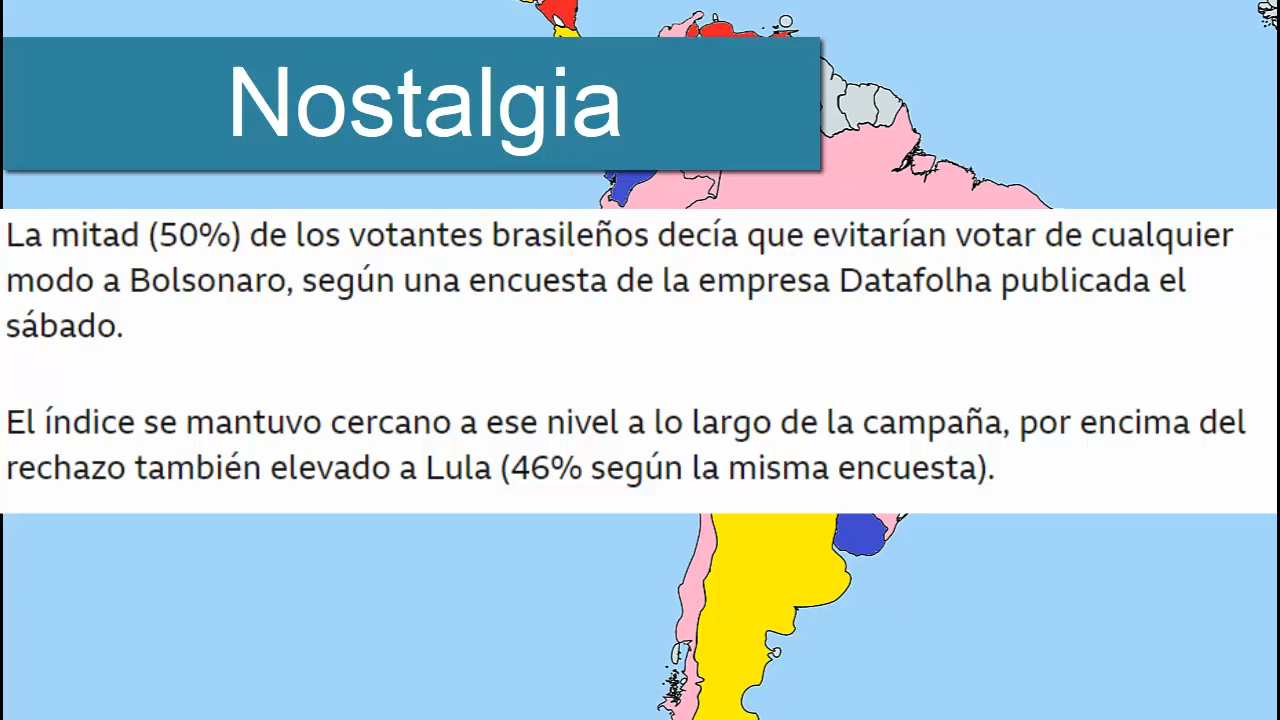 Nostalgia
La mitad (50%) de los votantes brasileños decía que evitarían votar de cualquier
modo a Bolsonaro, según una encuesta de la empresa Datafolha publicada el
sábado.
El índice se mantuvo cercano a ese nivel a lo largo de la campaña, por encima del
rechazo también elevado a Lula (46% según la misma encuesta).